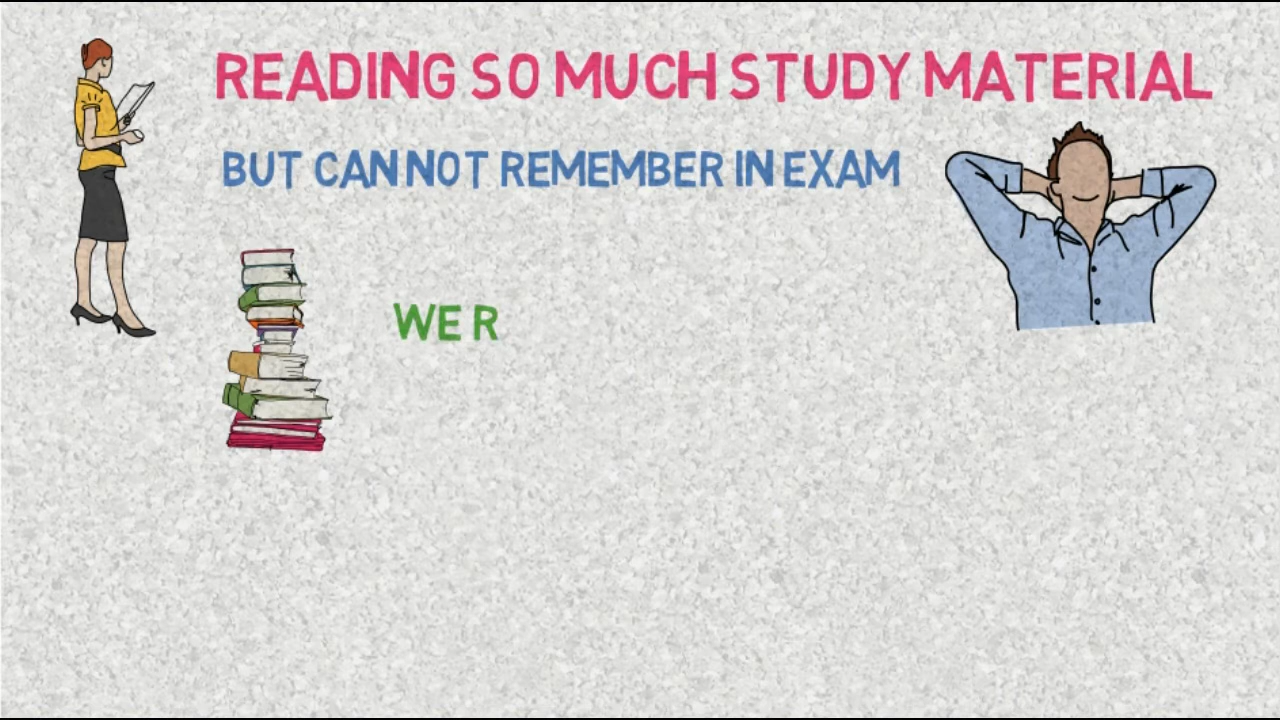 READING SO MUCH STUDY MATERIAL
BUT CAN NOT REMEMBER IN EXAM
WE R